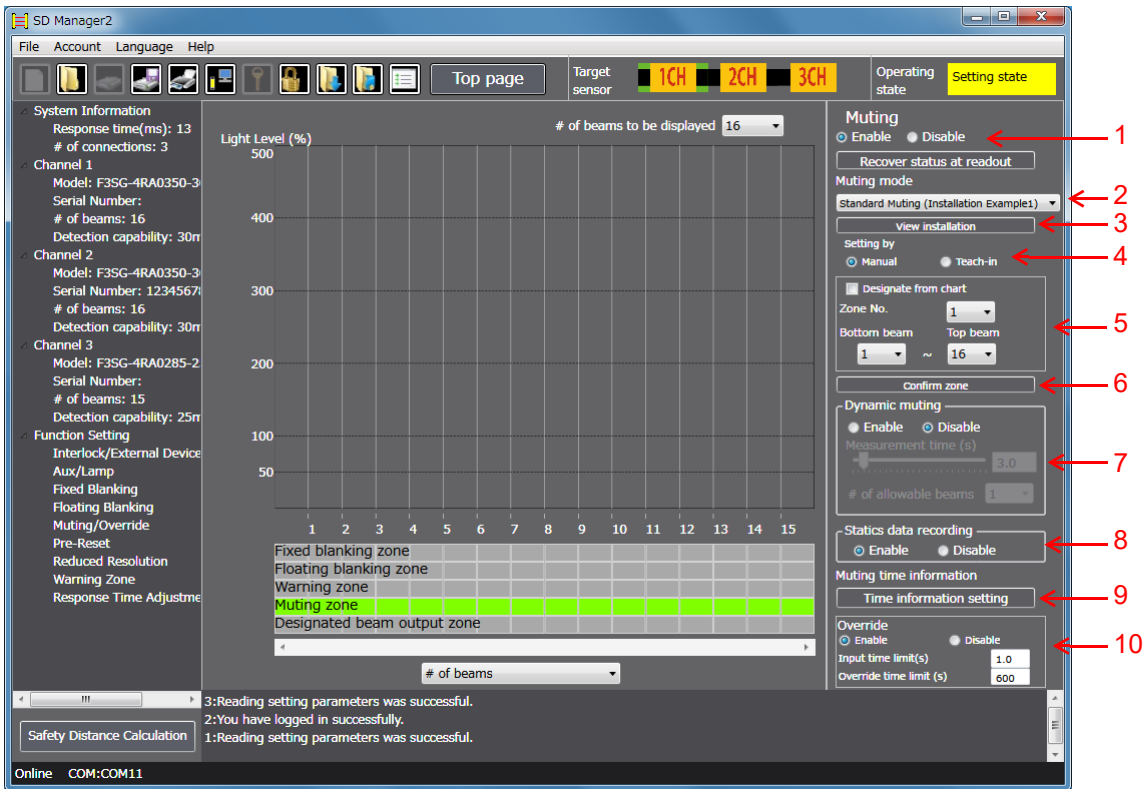 SD Manager2
File Account Language Help
Top page
Target sensor
1CH 2CH 3CH
Operating state
Setting state
System Information
Response time(ms): 13
# of connections: 3
Channel 1
Model: F3SG-4RA0350-3
Serial Number:
# of beams: 16
Detection capability: 30m
Channel 2
Model: F3SG-4RA0350-3
Serial Number: 1234567
# of beams: 16
Detection capability: 30m
Channel 3
Model: F3SG-4RA0285-2
Serial Number:
# of beams: 15
Detection capability: 25m
Function Setting
Interlock/External Device
Aux/Lamp
Fixed Blanking
Floating Blanking
Muting/Override
Pre-Reset
Reduced Resolution
Warning Zone
Response Time Adjustme
Safety Distance Calculation
# of beams to be displayed 16
Light Level (%)
500
400
300
200
100
50
1 2 3 4 5 6 7 8 9 10 11 12 13 14 15
Fixed blanking zone
Floating blanking zone
Warning zone
Muting zone
Designated beam output zone
# of beams
Muting
Enable Disable
1
Recover status at readout
Muting mode
Standard Muting (Installation Example1)
2
View installation
3
Setting by
Manual Teach-in
4
Designate from chart
Zone No. 1
Bottom beam Top beam
1 ~ 16
5
Confirm zone
6
Dynamic muting
Enable Disable
Measurement time (s)
3.0
# of allowable beams 1
7
Statics data recording
Enable Disable
8
Muting time information
Time information setting
9
Override
Enable Disable
Input time limit(s) 1.0
Override time limit (s) 600
10
3:Reading setting parameters was successful.
2:You have logged in successfully.
1:Reading setting parameters was successful.
Online COM:COM11